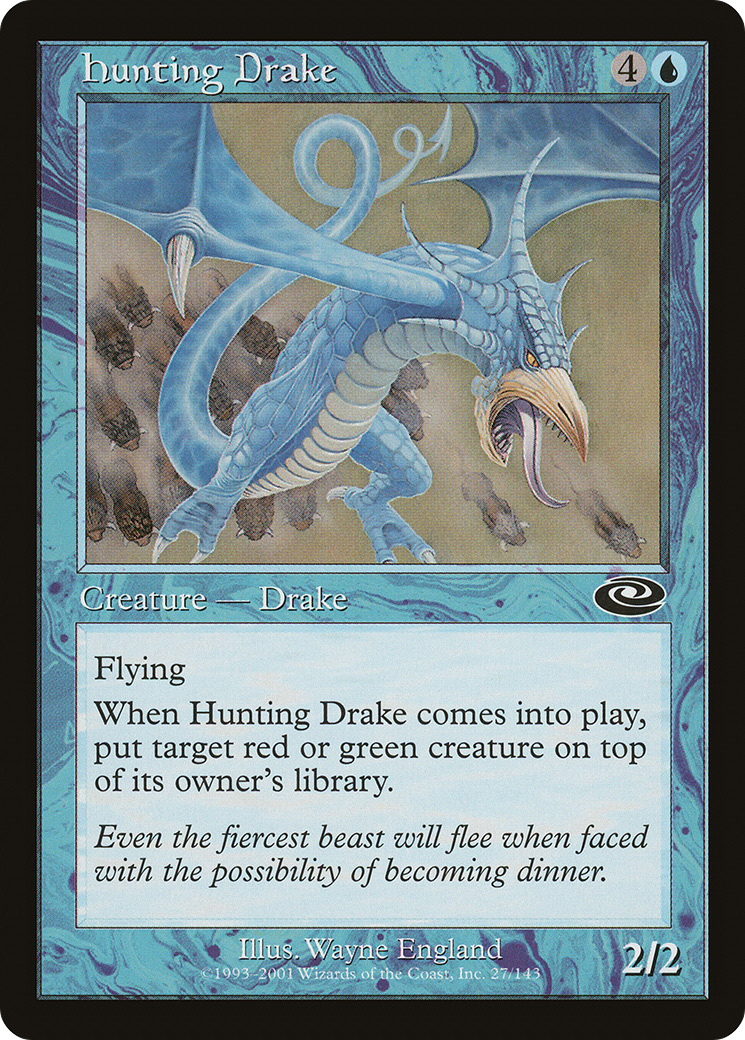 Hunting Drake 4
Creature — Drake
Flying
When Hunting Drake comes into play,
put target red or green creature on top
of its owner's library.
Even the fiercest beast will flee when faced
with the possibility of becoming dinner.
Illus. Wayne England
©1993–2001 Wizards of the Coast, Inc. 27/143
2/2